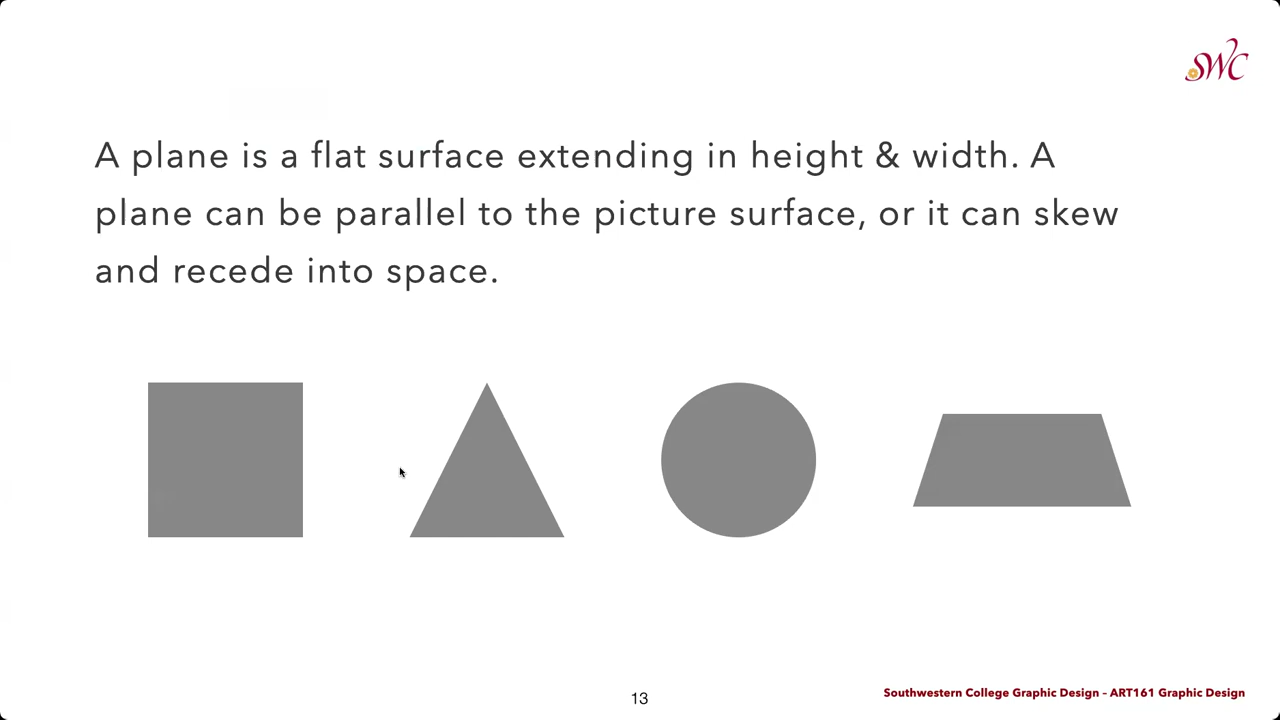 SWC
A plane is a flat surface extending in height & width. A
plane can be parallel to the picture surface, or it can skew
and recede into space.
13
Southwestern College Graphic Design – ART161 Graphic Design